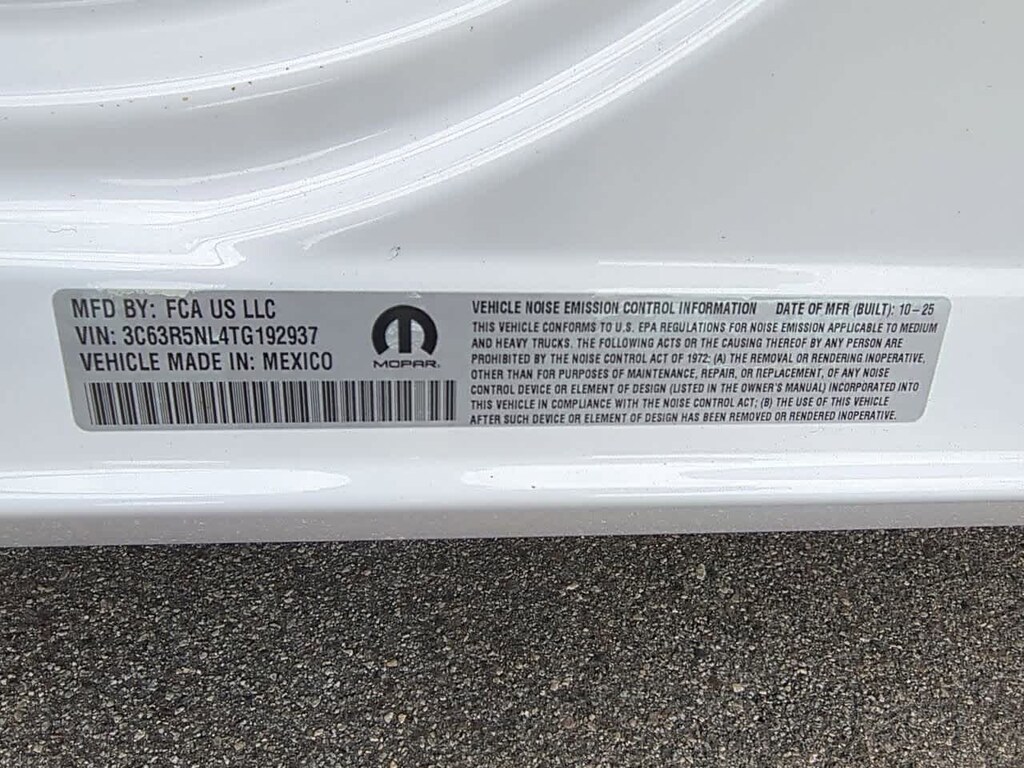 MFD BY: FCA US LLC
VIN: 3C63R5NL4TG192937
VEHICLE MADE IN: MEXICO
MOPAR
VEHICLE NOISE EMISSION CONTROL INFORMATION DATE OF MFR (BUILT): 10-25
THIS VEHICLE CONFORMS TO U.S. EPA REGULATIONS FOR NOISE EMISSION APPLICABLE TO MEDIUM
AND HEAVY TRUCKS. THE FOLLOWING ACTS OR THE CAUSING THEREOF BY ANY PERSON ARE
PROHIBITED BY THE NOISE CONTROL ACT OF 1972: (A) THE REMOVAL OR RENDERING INOPERATIVE,
OTHER THAN FOR PURPOSES OF MAINTENANCE, REPAIR, OR REPLACEMENT, OF ANY NOISE
CONTROL DEVICE OR ELEMENT OF DESIGN (LISTED IN THE OWNER'S MANUAL) INCORPORATED INTO
THIS VEHICLE IN COMPLIANCE WITH THE NOISE CONTROL ACT; (B) THE USE OF THIS VEHICLE
AFTER SUCH DEVICE OR ELEMENT OF DESIGN HAS BEEN REMOVED OR RENDERED INOPERATIVE.